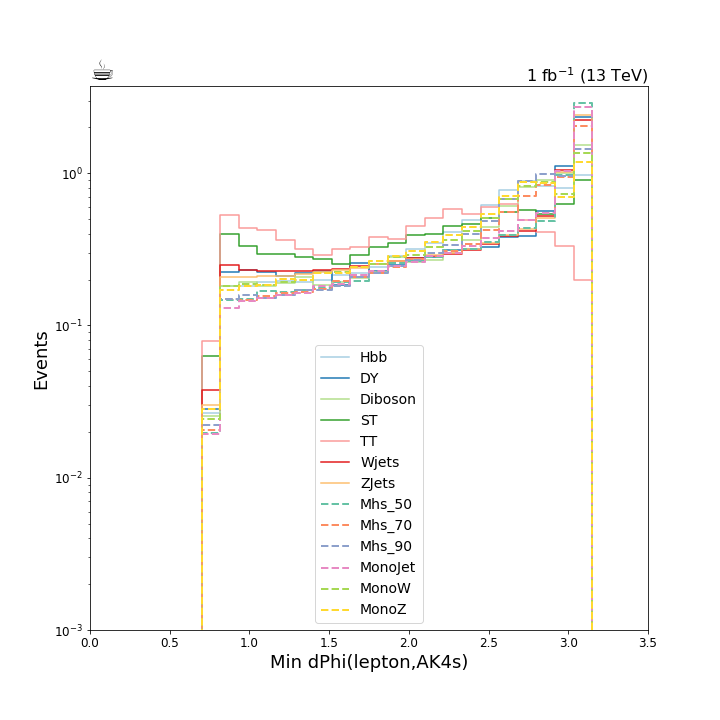 1 fb⁻¹ (13 TeV)
10⁰
10⁻¹
10⁻²
10⁻³
Events
Hbb
DY
Diboson
ST
TT
Wjets
ZJets
Mhs_50
Mhs_70
Mhs_90
MonoJet
MonoW
MonoZ
0.0 0.5 1.0 1.5 2.0 2.5 3.0 3.5
Min dPhi(lepton,AK4s)